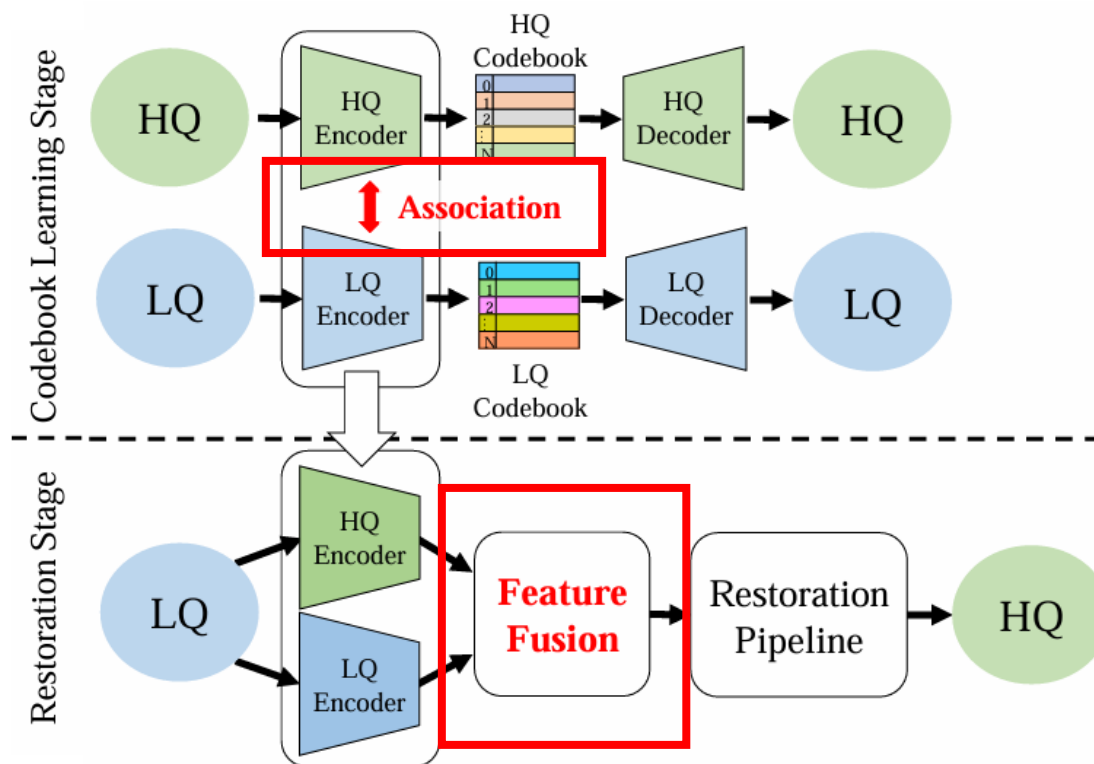 Codebook Learning Stage
HQ
HQ
Encoder
HQ
Codebook
0
1
2
:
N
HQ
Decoder
HQ
Association
LQ
LQ
Encoder
0
1
2
:
N
LQ
Codebook
LQ
Decoder
LQ
Restoration Stage
LQ
HQ
Encoder
LQ
Encoder
Feature
Fusion
Restoration
Pipeline
HQ